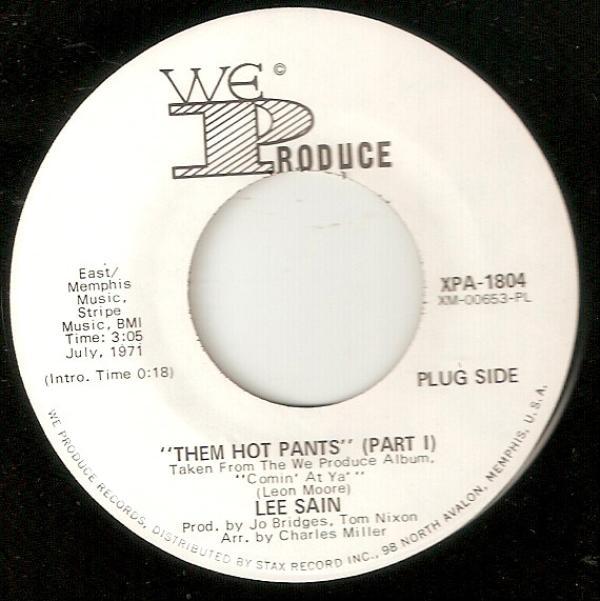 WE ©
PRODUCE
East/
Memphis
Music,
Stripe
Music, BMI
Time: 3:05
July, 1971
(Intro. Time 0:18)
XPA-1804
XM-00653-PL
PLUG SIDE
"THEM HOT PANTS" (PART I)
Taken From The We Produce Album,
"Comin' At Ya'"
(Leon Moore)
LEE SAIN
Prod. by Jo Bridges, Tom Nixon
Arr. by Charles Miller
WE PRODUCE RECORDS, DISTRIBUTED BY STAX RECORD INC., 98 NORTH AVALON, MEMPHIS, U.S.A.